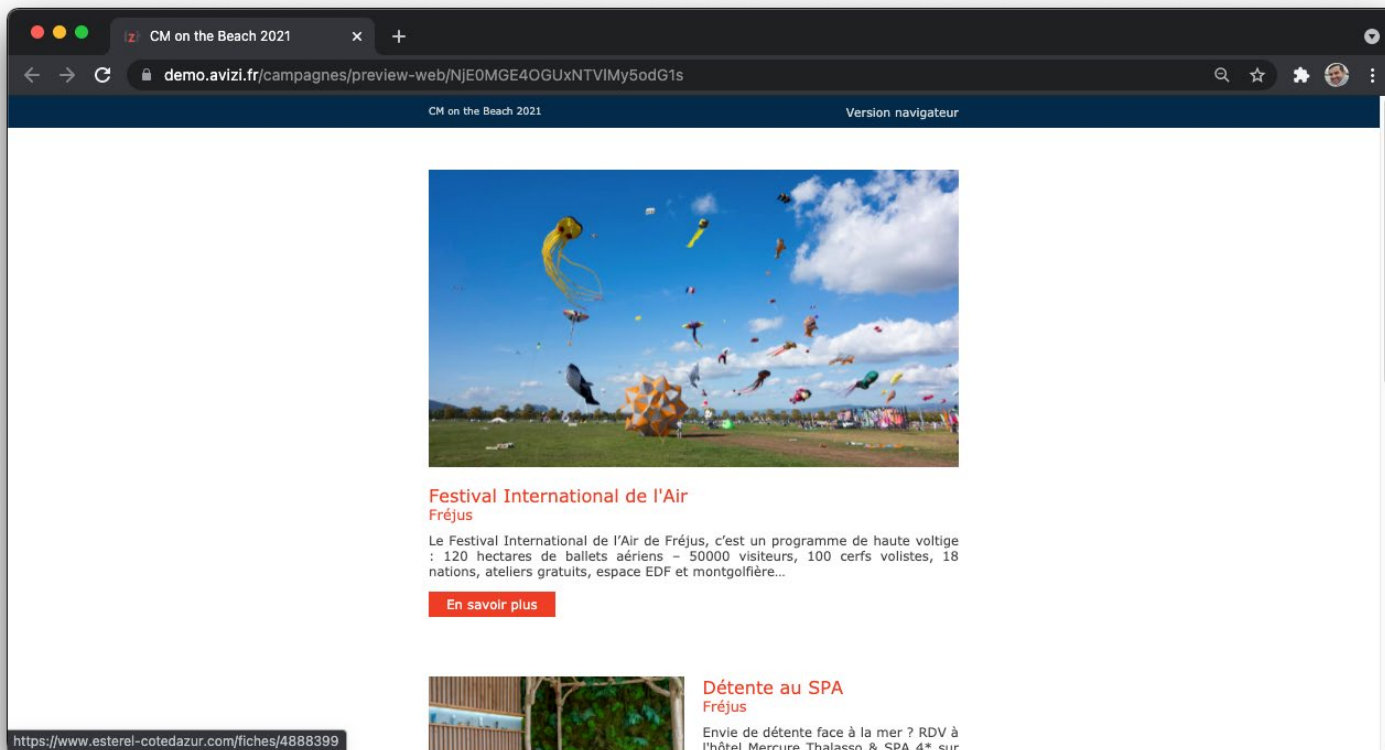 CM on the Beach 2021
demo.avizi.fr/campagnes/preview-web/NjE0MGE4OGUxNTVlMy5odG1s
CM on the Beach 2021
Version navigateur
Festival International de l'Air
Fréjus
Le Festival International de l’Air de Fréjus, c’est un programme de haute voltige
: 120 hectares de ballets aériens – 50000 visiteurs, 100 cerfs volistes, 18
nations, ateliers gratuits, espace EDF et montgolfière…
En savoir plus
Détente au SPA
Fréjus
Envie de détente face à la mer ? RDV à
l'hôtel Mercure Thalasso & SPA 4* sur
https://www.esterel-cotedazur.com/fiches/4888399